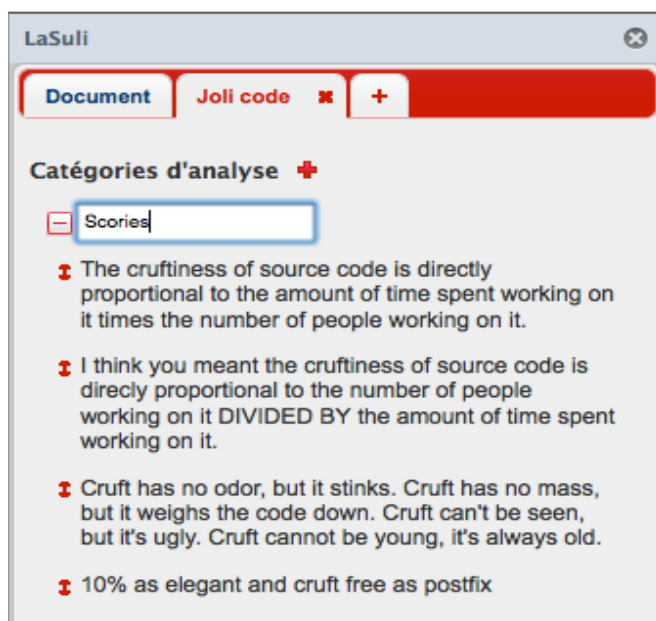 LaSuli
Document Joli code +
Catégories d'analyse
Scories
The cruftiness of source code is directly
proportional to the amount of time spent working on
it times the number of people working on it.
I think you meant the cruftiness of source code is
direcly proportional to the number of people
working on it DIVIDED BY the amount of time spent
working on it.
Cruft has no odor, but it stinks. Cruft has no mass,
but it weighs the code down. Cruft can't be seen,
but it's ugly. Cruft cannot be young, it's always old.
10% as elegant and cruft free as postfix